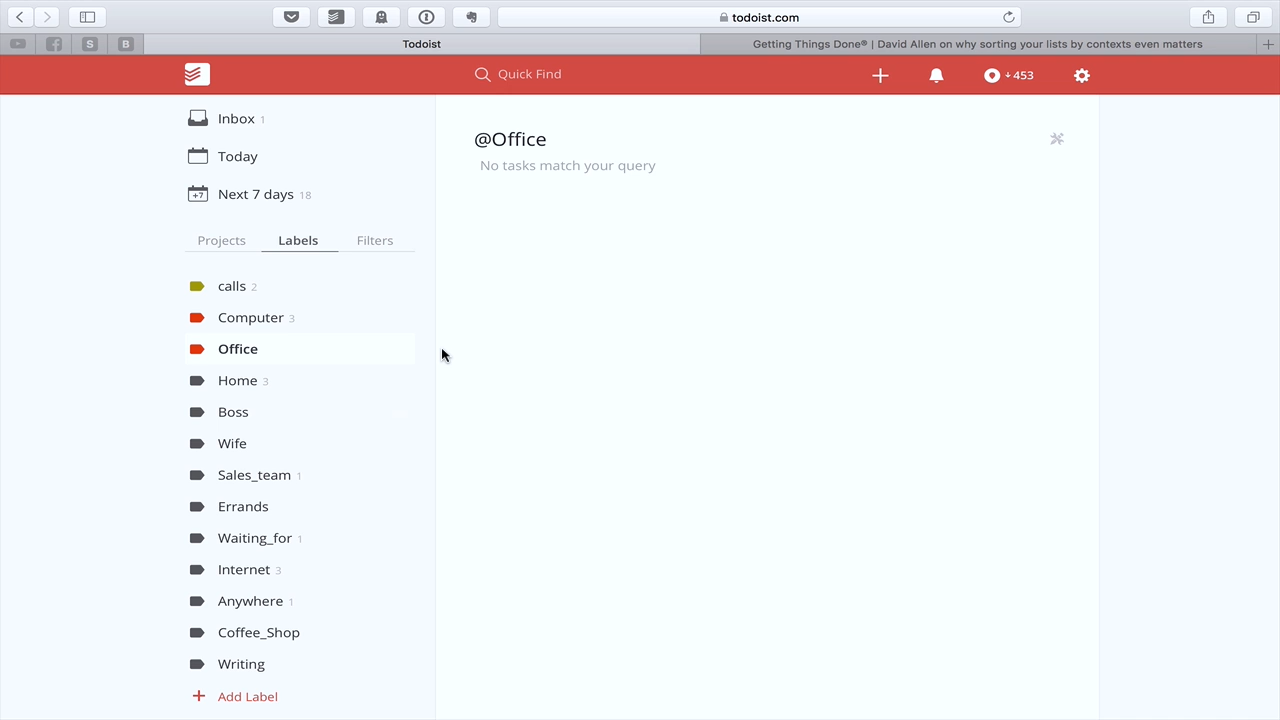 todoist.com
S
B
Todoist
Getting Things Done® | David Allen on why sorting your lists by contexts even matters
Quick Find
453
Inbox 1
Today
+7
Next 7 days 18
Projects
Labels
Filters
calls 2
Computer 3
Office
Home 3
Boss
Wife
Sales_team 1
Errands
Waiting_for 1
Internet 3
Anywhere 1
Coffee_Shop
Writing
+ Add Label
@Office
No tasks match your query